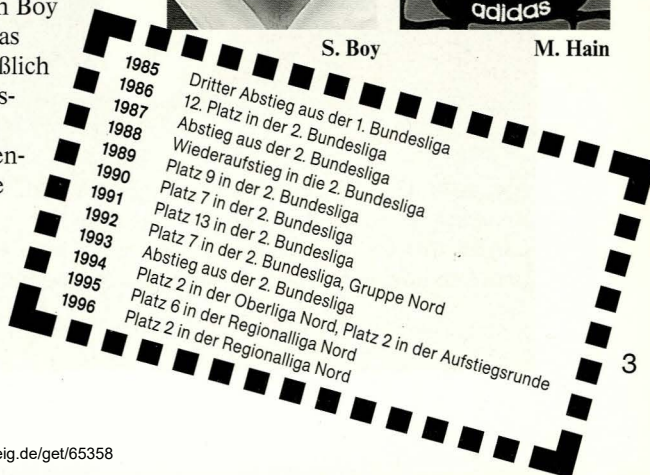 n Boy
as
ßlich
s-
en-
e
adidas
S. Boy
M. Hain
1985 Dritter Abstieg aus der 1. Bundesliga
1986 12. Platz in der 2. Bundesliga
1987 Abstieg aus der 2. Bundesliga
1988 Wiederaufstieg in die 2. Bundesliga
1989 Platz 9 in der 2. Bundesliga
1990 Platz 7 in der 2. Bundesliga
1991 Platz 13 in der 2. Bundesliga
1992 Platz 7 in der 2. Bundesliga, Gruppe Nord
1993 Abstieg aus der 2. Bundesliga
1994 Platz 2 in der Oberliga Nord, Platz 2 in der Aufstiegsrunde
1995 Platz 6 in der Regionalliga Nord
1996 Platz 2 in der Regionalliga Nord
3
eig.de/get/65358